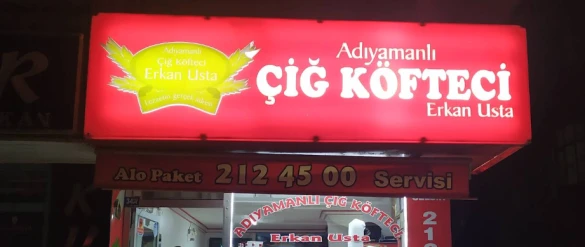 Adıyamanlı
Çiğ Köfteci
Erkan Usta
Adıyamanlı
ÇİĞ KÖFTECİ
Erkan Usta
R
KAN
Alo Paket 212 45 00 Servisi
ADIYAMANLI ÇİĞ KÖFTECİ
Erkan Usta